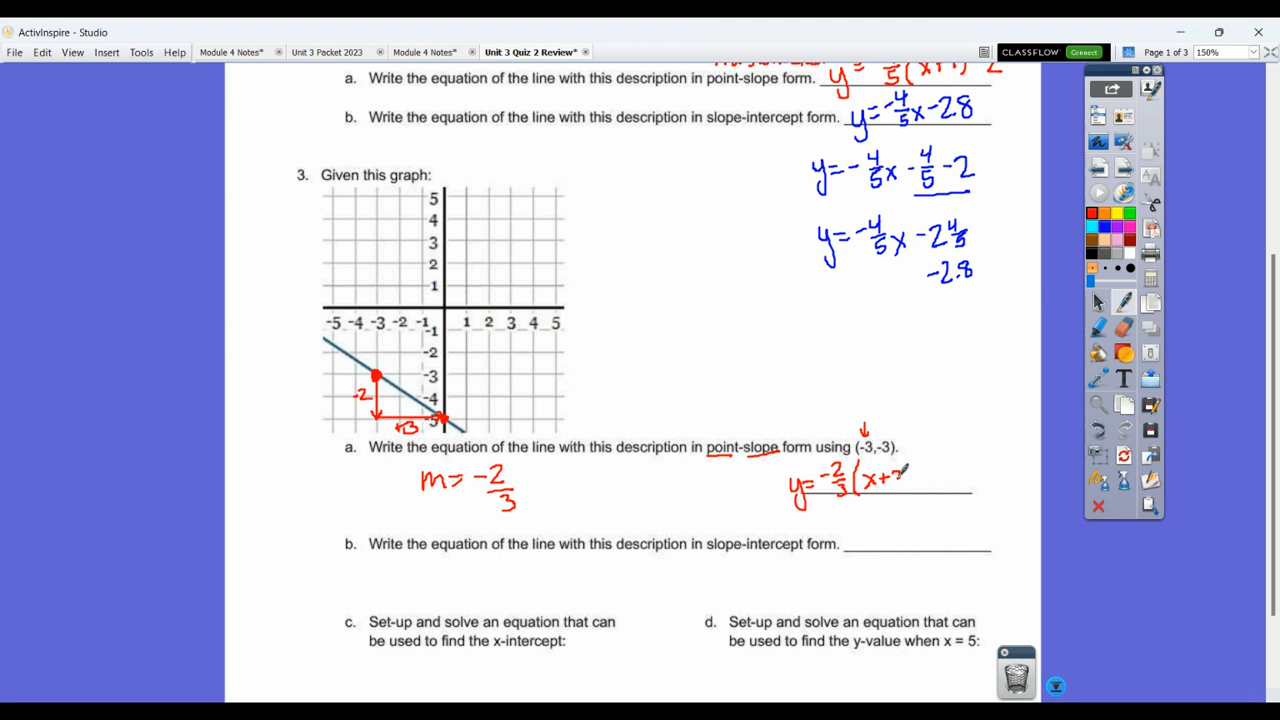 ActivInspire - Studio
File Edit View Insert Tools Help
Module 4 Notes* Unit 3 Packet 2023 Module 4 Notes* Unit 3 Quiz 2 Review*
CLASSFLOW Connect
Page 1 of 3 150%
a. Write the equation of the line with this description in point-slope form.
b. Write the equation of the line with this description in slope-intercept form. y=-4/5x-2.8
y=-4/5x-4/5-2
y=-4/5x-2 4/5
-2.8
3. Given this graph:
5
4
3
2
1
-5 -4 -3 -2 -1 1 2 3 4 5
-1
-2
-3
-4
-5
-2
+3
a. Write the equation of the line with this description in point-slope form using (-3,-3).
m=-2/3
y=-2/3(x+
b. Write the equation of the line with this description in slope-intercept form.
c. Set-up and solve an equation that can
be used to find the x-intercept:
d. Set-up and solve an equation that can
be used to find the y-value when x = 5: